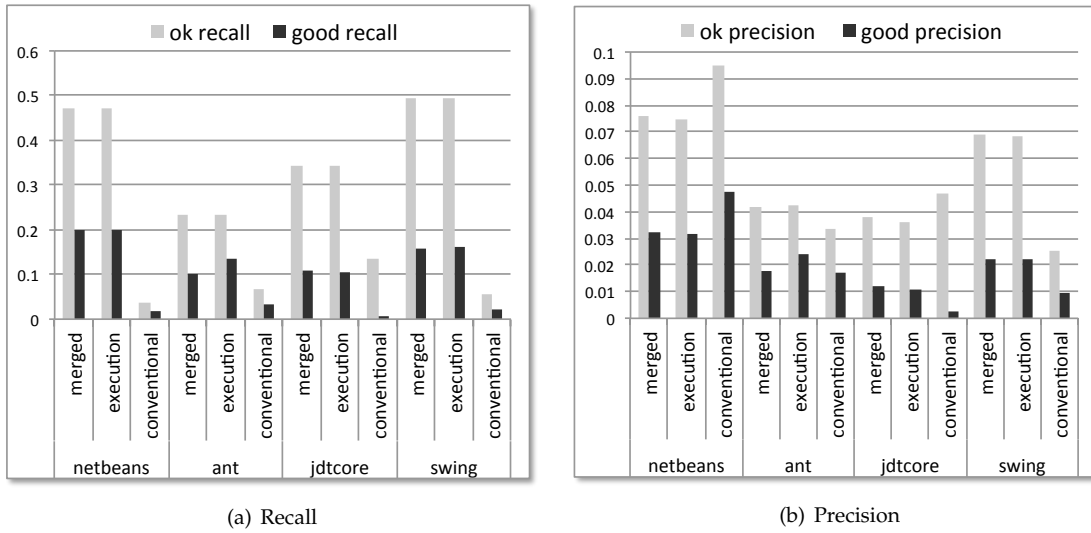 ok recall good recall
0.6
0.5
0.4
0.3
0.2
0.1
0
merged
execution
conventional
merged
execution
conventional
merged
execution
conventional
merged
execution
conventional
netbeans ant jdtcore swing
(a) Recall
ok precision good precision
0.1
0.09
0.08
0.07
0.06
0.05
0.04
0.03
0.02
0.01
0
merged
execution
conventional
merged
execution
conventional
merged
execution
conventional
merged
execution
conventional
netbeans ant jdtcore swing
(b) Precision